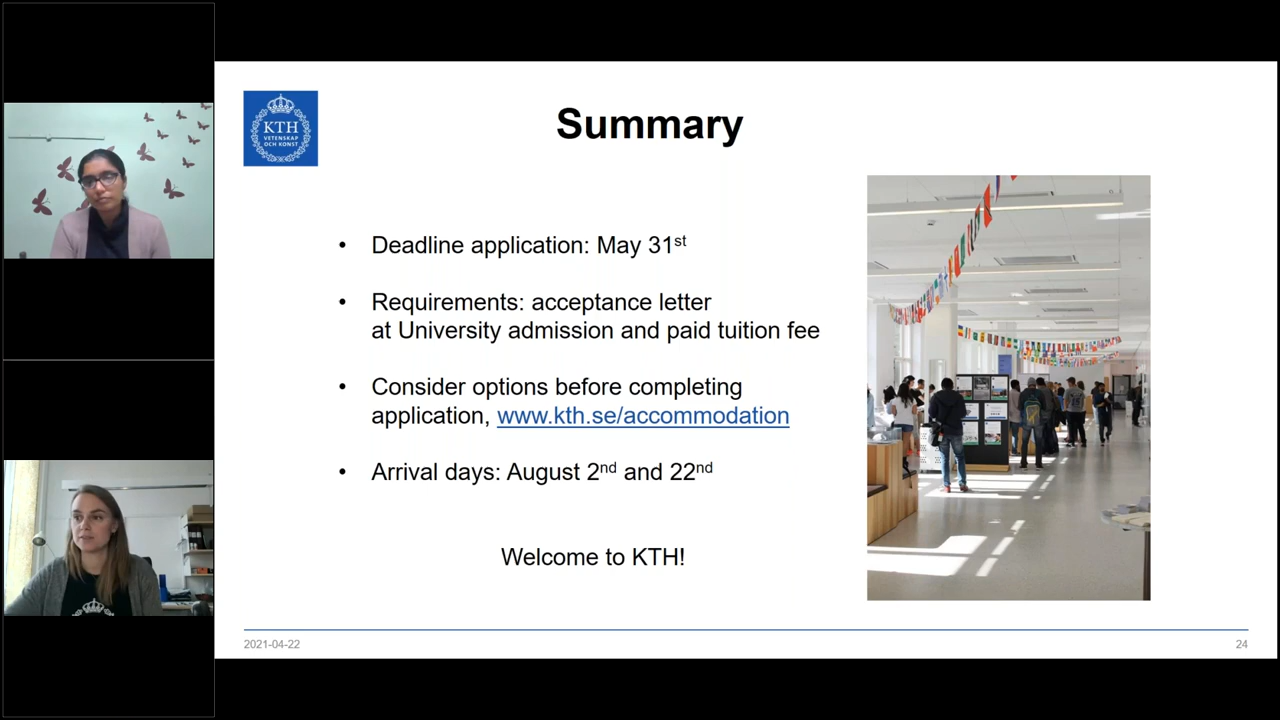 KTH
VETENSKAP
OCH KONST
Summary
• Deadline application: May 31st
• Requirements: acceptance letter
at University admission and paid tuition fee
• Consider options before completing
application, www.kth.se/accommodation
• Arrival days: August 2nd and 22nd
Welcome to KTH!
2021-04-22
24